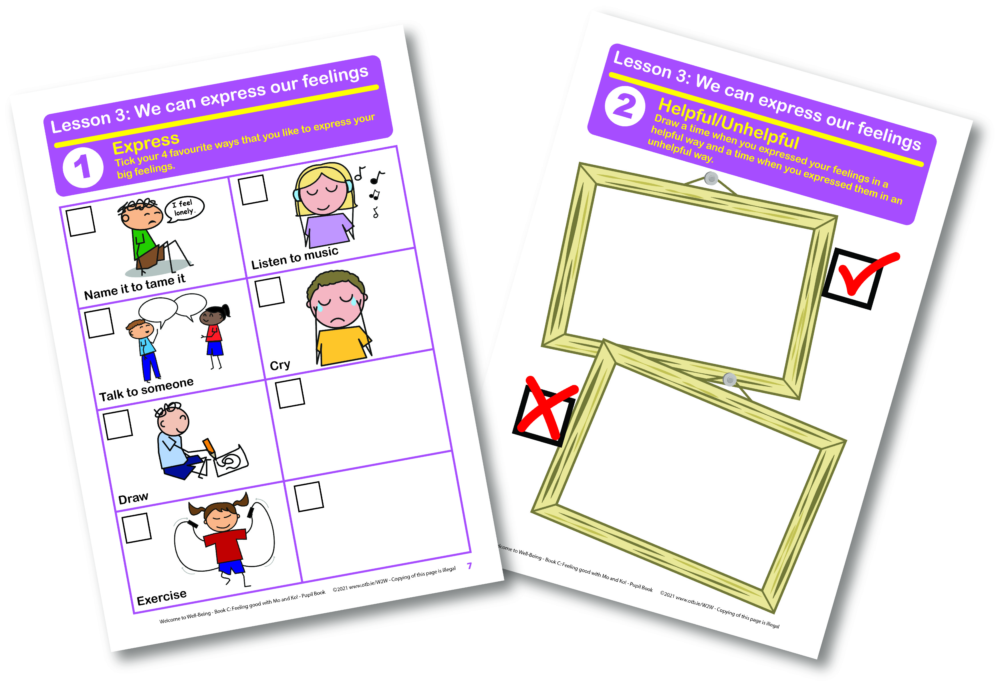 Lesson 3: We can express our feelings
1
Express
Tick your 4 favourite ways that you like to express your
big feelings.
I feel
lonely.
Name it to tame it
Listen to music
Talk to someone
Cry
Draw
Exercise
Welcome to Well-Being - Book C: Feeling good with Mo and Ko! - Pupil Book ©2021 www.otb.ie/W2W - Copying of this page is illegal 7
Lesson 3: We can express our feelings
2
Helpful/Unhelpful
Draw a time when you expressed your feelings in a
helpful way and a time when you expressed them in an
unhelpful way.
to Well-Being - Book C: Feeling good with Mo and Ko! - Pupil Book ©2021 www.otb.ie/W2W - Copying of this page is illegal